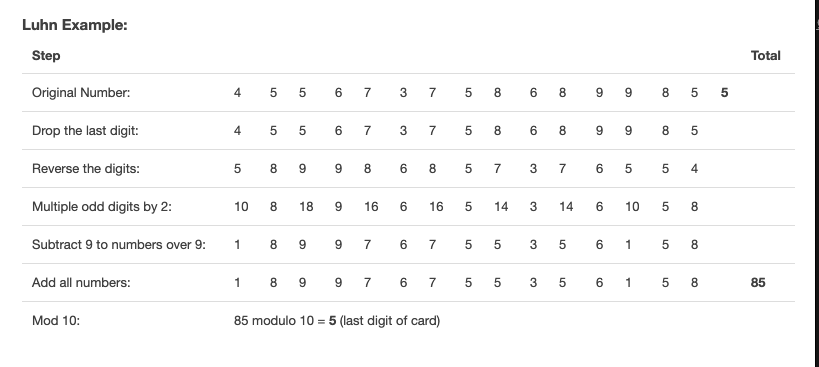 Luhn Example:
Step Total
Original Number: 4 5 5 6 7 3 7 5 8 6 8 9 9 8 5 5
Drop the last digit: 4 5 5 6 7 3 7 5 8 6 8 9 9 8 5
Reverse the digits: 5 8 9 9 8 6 8 5 7 3 7 6 5 5 4
Multiple odd digits by 2: 10 8 18 9 16 6 16 5 14 3 14 6 10 5 8
Subtract 9 to numbers over 9: 1 8 9 9 7 6 7 5 5 3 5 6 1 5 8
Add all numbers: 1 8 9 9 7 6 7 5 5 3 5 6 1 5 8 85
Mod 10: 85 modulo 10 = 5 (last digit of card)